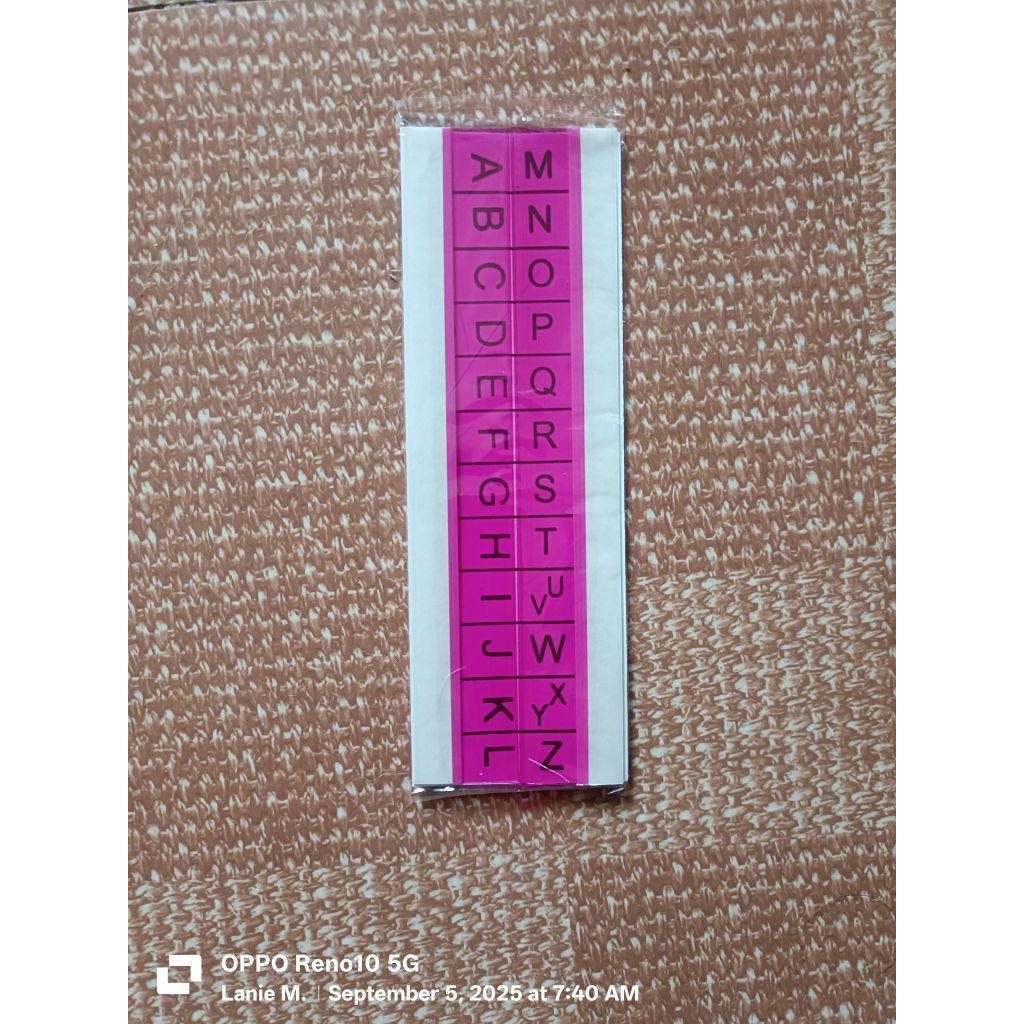 A M
B N
C O
D P
E Q
F R
G S
H T
I U
V
J W
K X
Y
L Z
OPPO Reno10 5G
Lanie M. | September 5, 2025 at 7:40 AM